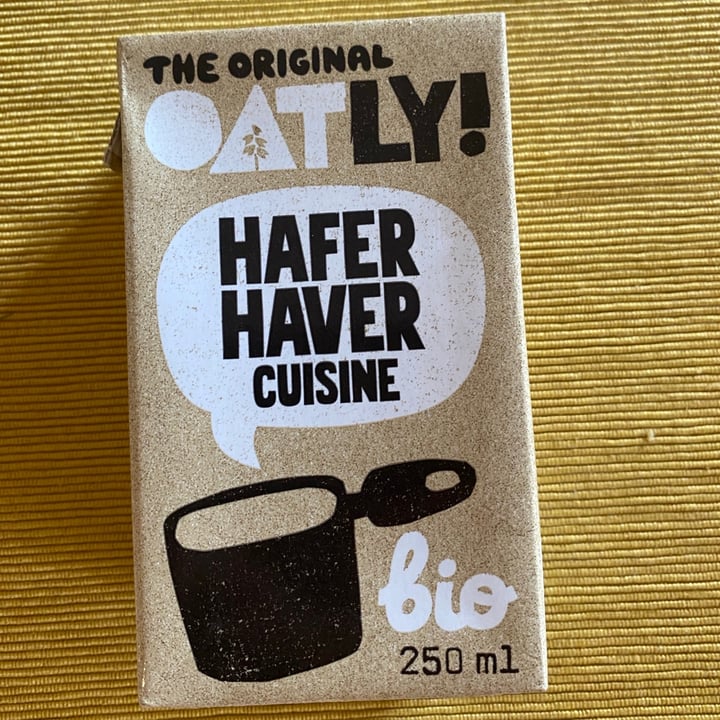 THE ORIGINAL
OATLY!
HAFER
HAVER
CUISINE
bio
250 ml